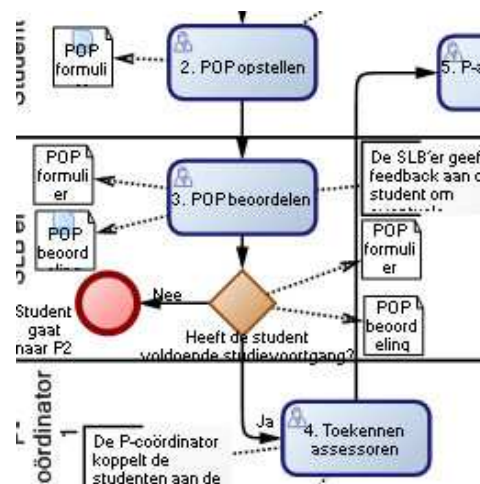 Student
POP
formuli
2. POP opstellen
5. P-a
POP
formuli
er
3. POP beoordelen
De SLB'er geef
feedback aan d
student om
SLB'er
POP
beoord
eling
POP
formuli
er
Nee
Student
gaat
naar P2
POP
beoord
eling
Heeft de student
voldoende studievoortgang?
Ja
4. Toekennen
assessoren
oördinator
1
De P-coördinator
koppelt de
studenten aan de